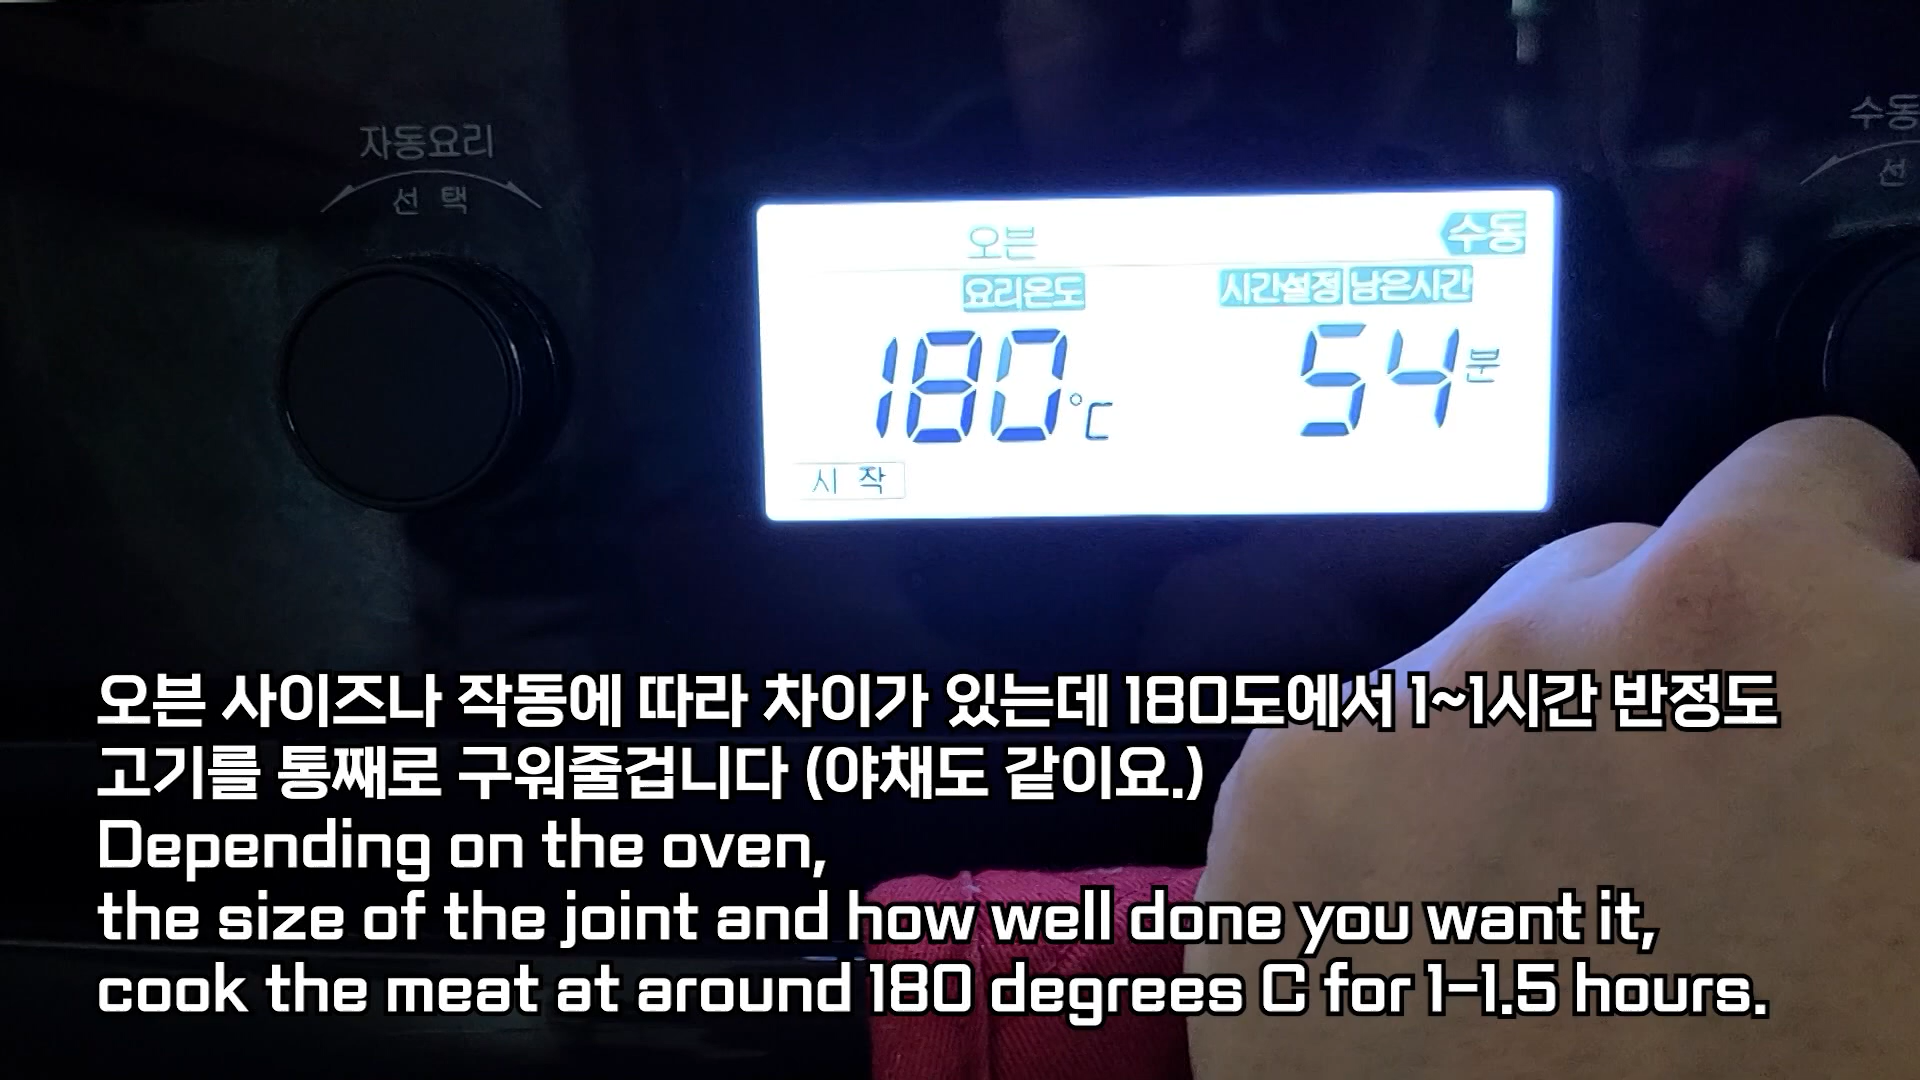 자동요리
선 택
수동
선
오븐
수동
요리온도
시간설정 남은시간
180°C
54분
시 작
오븐 사이즈나 작동에 따라 차이가 있는데 180도에서 1~1시간 반정도
고기를 통째로 구워줄겁니다 (야채도 같이요.)
Depending on the oven,
the size of the joint and how well done you want it,
cook the meat at around 180 degrees C for 1-1.5 hours.